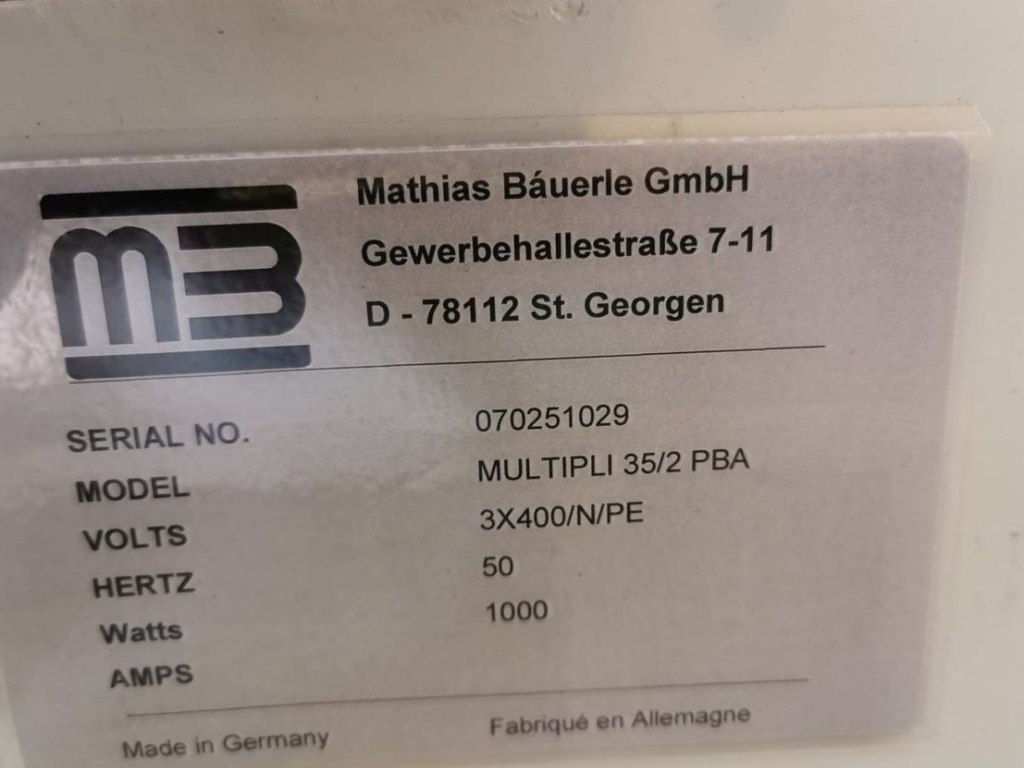 MB
Mathias Báuerle GmbH
Gewerbehallestraße 7-11
D - 78112 St. Georgen
SERIAL NO. 070251029
MODEL MULTIPLI 35/2 PBA
VOLTS 3X400/N/PE
HERTZ 50
Watts 1000
AMPS
Made in Germany Fabriqué en Allemagne